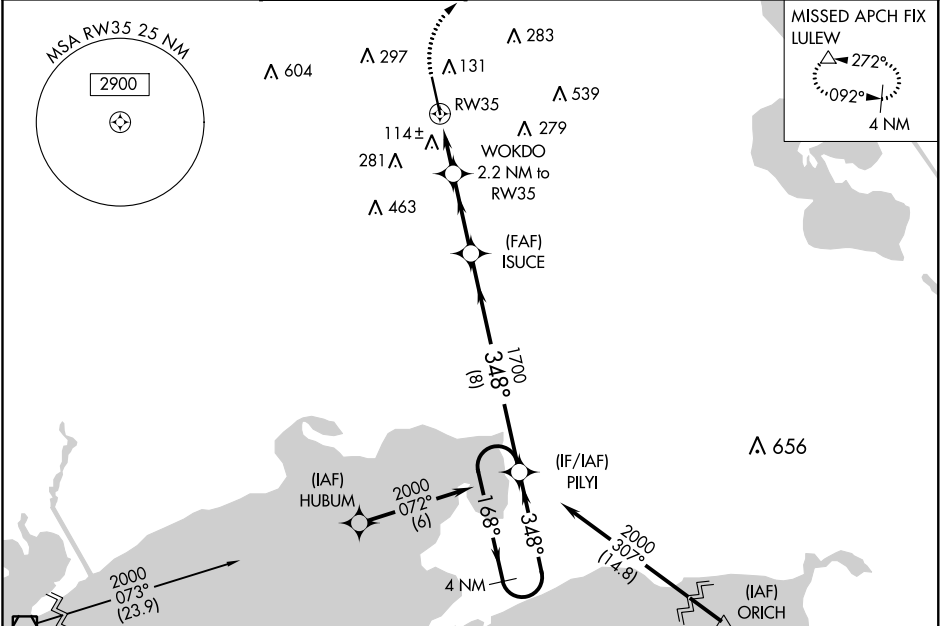 MSA RW35 25 NM
2900
604
297
283
131
539
RW35
279
114±
281
463
WOKDO
2.2 NM to
RW35
(FAF)
ISUCE
1700
348°
(8)
MISSED APCH FIX
LULEW
272°
092°
4 NM
656
(IF/IAF)
PILYI
(IAF)
HUBUM
2000
072°
(6)
168°
348°
4 NM
2000
307°
(14.8)
(IAF)
ORICH
2000
073°
(23.9)